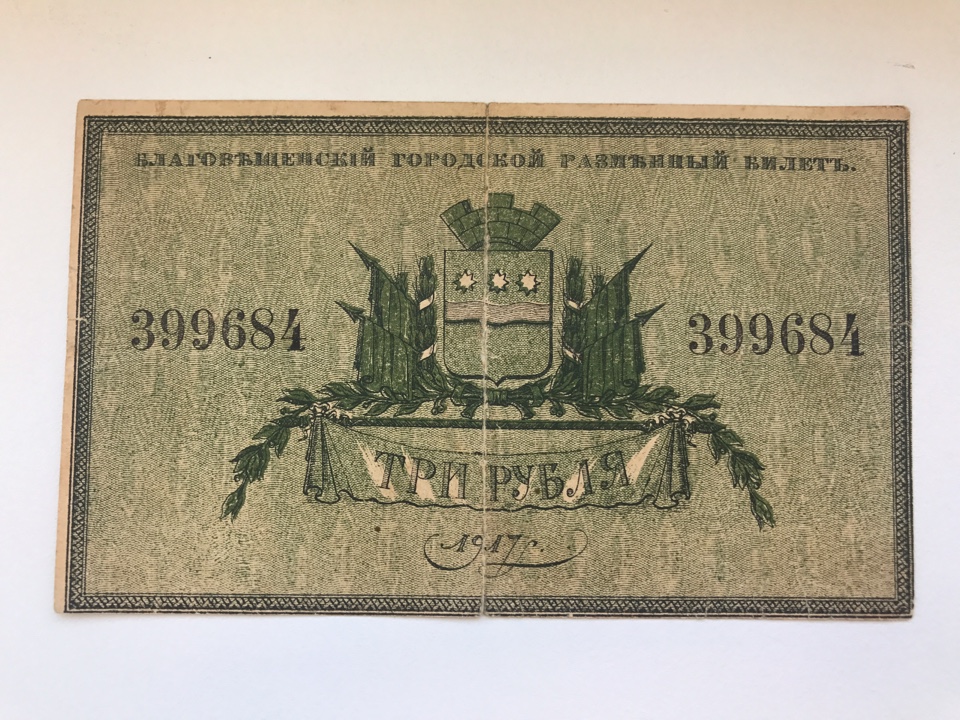 БЛАГОВѢЩЕНСКІЙ ГОРОДСКОЙ РАЗМѢННЫЙ БИЛЕТЪ.
399684 399684
ТРИ РУБЛЯ
1917 г.